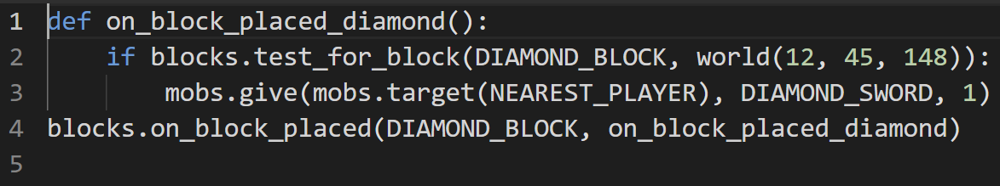 1 def on_block_placed_diamond():
2     if blocks.test_for_block(DIAMOND_BLOCK, world(12, 45, 148)):
3         mobs.give(mobs.target(NEAREST_PLAYER), DIAMOND_SWORD, 1)
4 blocks.on_block_placed(DIAMOND_BLOCK, on_block_placed_diamond)
5